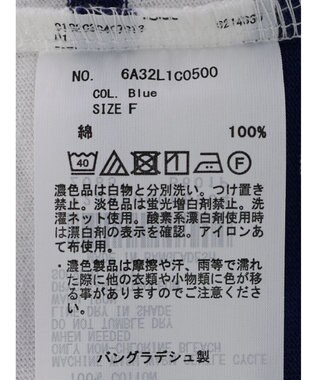 NO. 6A32L1C0500
COL. Blue
SIZE F
綿 100%
40
F
濃色品は白物と分別洗い。つけ置き
禁止。淡色品は蛍光増白剤禁止。洗
濯ネット使用。酸素系漂白剤使用時
は漂白剤の表示を確認。アイロンあ
て布使用。
・濃色製品は摩擦や汗、雨等で濡れ
た際に他の衣類や小物類に色が移
る事がありますのでご注意くださ
い。
バングラデシュ製